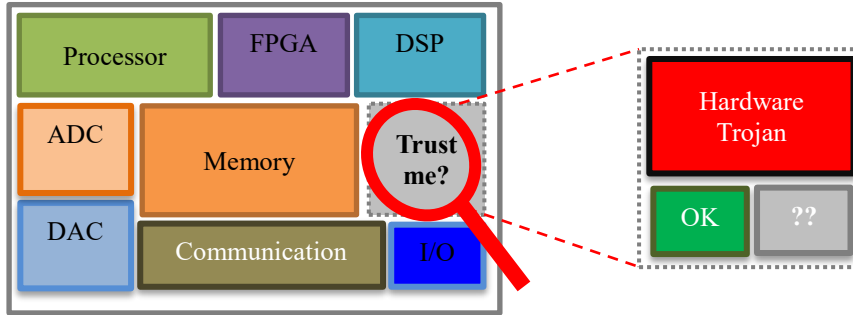 Processor
FPGA
DSP
ADC
Memory
Trust
me?
DAC
Communication
I/O
Hardware
Trojan
OK
??